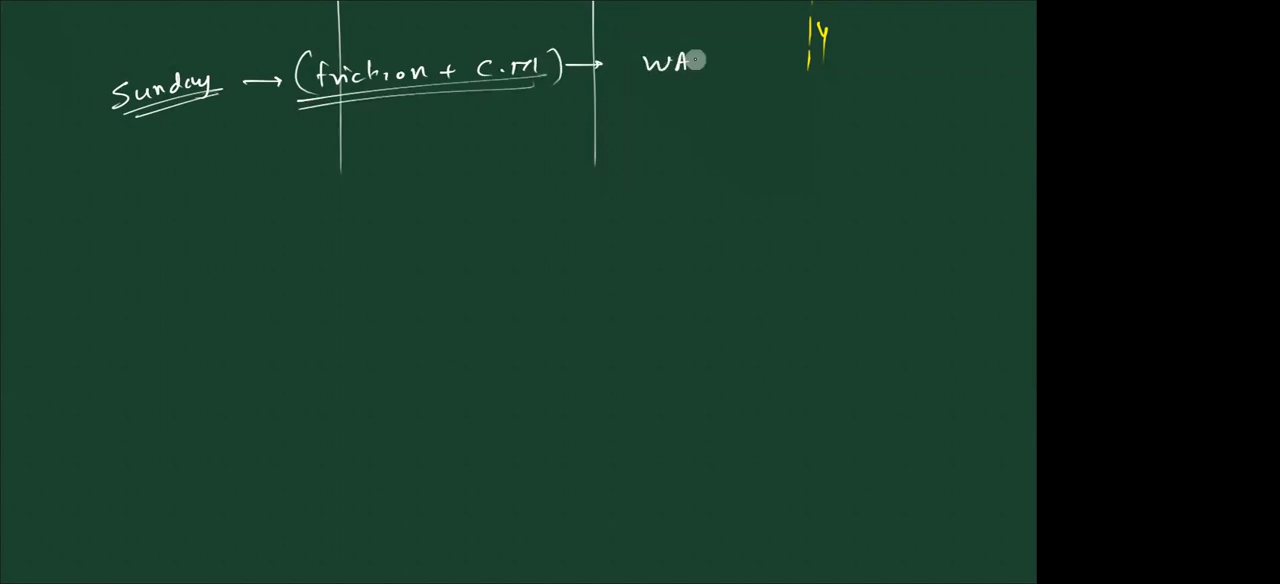 Sunday → (friction + C.M) → WA